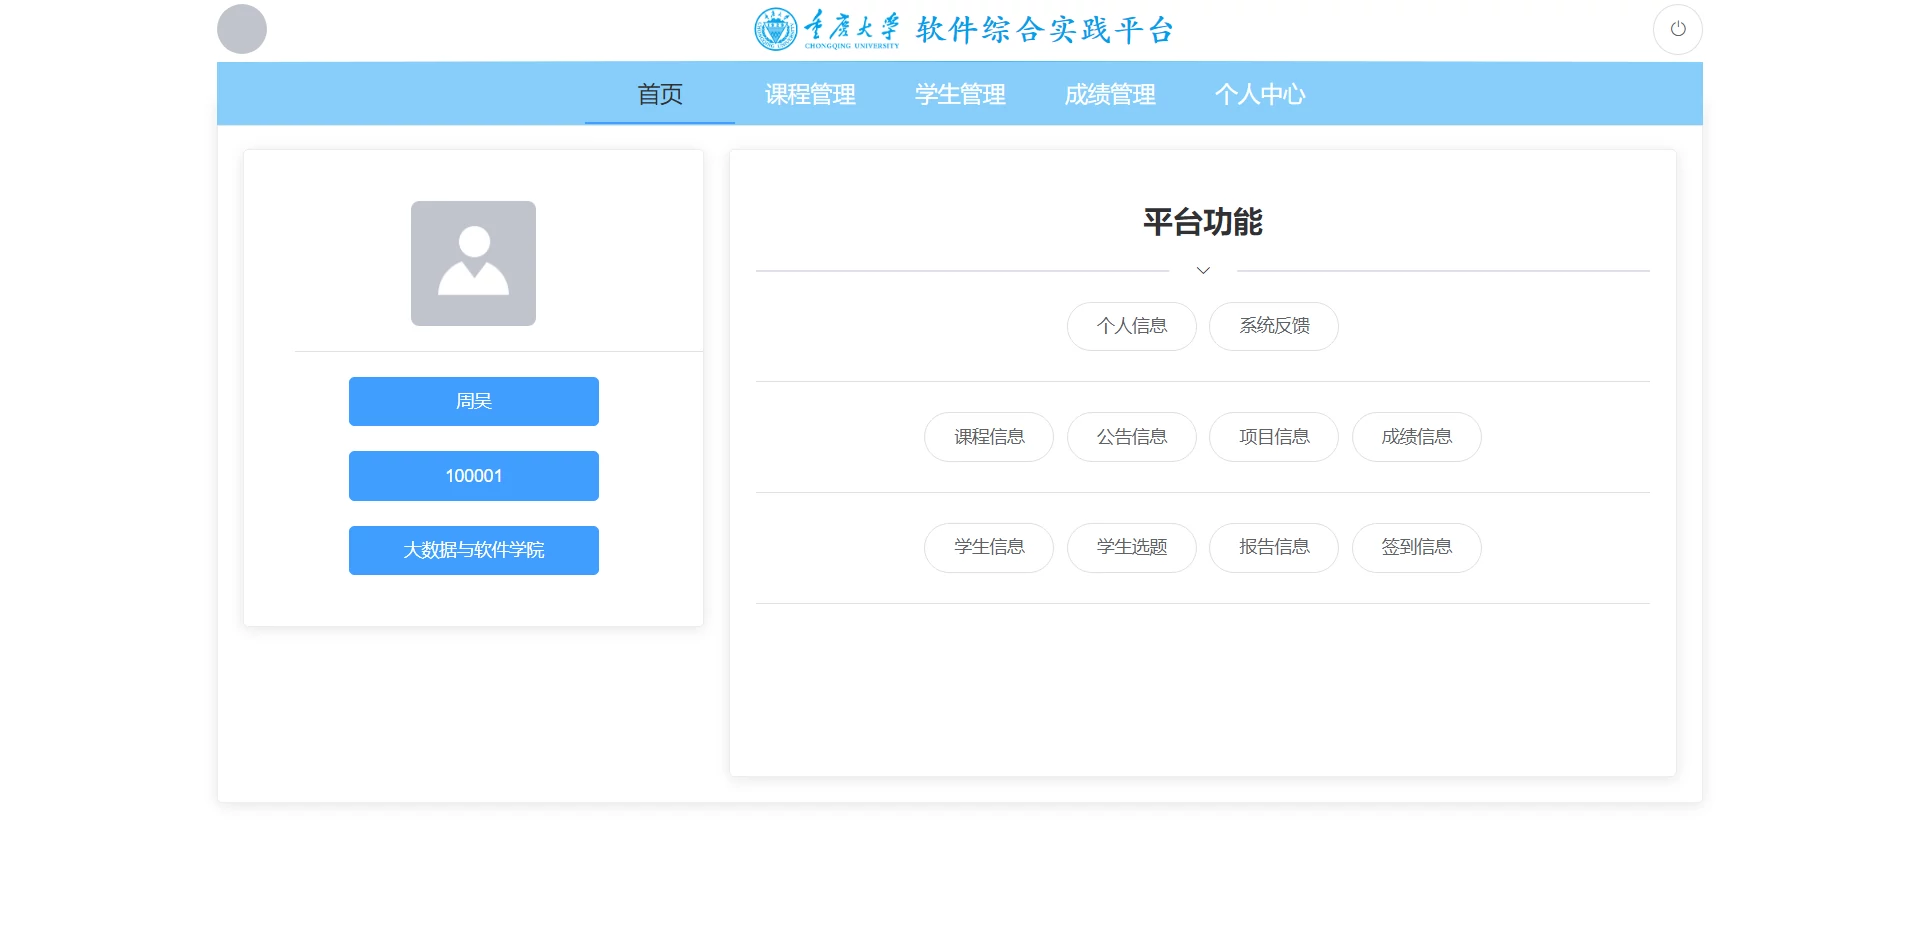 重庆大学 软件综合实践平台
CHONGQING UNIVERSITY
首页 课程管理 学生管理 成绩管理 个人中心
周吴
100001
大数据与软件学院
平台功能
个人信息 系统反馈
课程信息 公告信息 项目信息 成绩信息
学生信息 学生选题 报告信息 签到信息